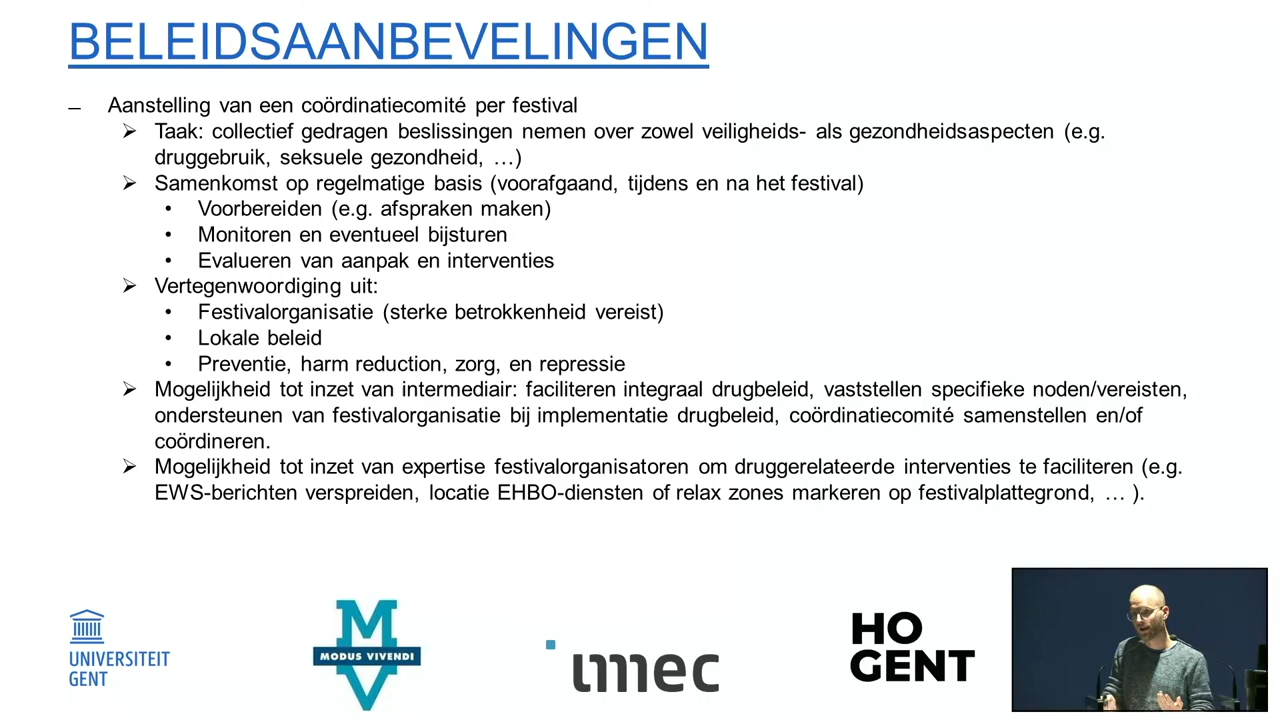 BELEIDSAANBEVELINGEN
– Aanstelling van een coördinatiecomité per festival
➢ Taak: collectief gedragen beslissingen nemen over zowel veiligheids- als gezondheidsaspecten (e.g.
druggebruik, seksuele gezondheid, …)
➢ Samenkomst op regelmatige basis (voorafgaand, tijdens en na het festival)
• Voorbereiden (e.g. afspraken maken)
• Monitoren en eventueel bijsturen
• Evalueren van aanpak en interventies
➢ Vertegenwoordiging uit:
• Festivalorganisatie (sterke betrokkenheid vereist)
• Lokale beleid
• Preventie, harm reduction, zorg, en repressie
➢ Mogelijkheid tot inzet van intermediair: faciliteren integraal drugbeleid, vaststellen specifieke noden/vereisten,
ondersteunen van festivalorganisatie bij implementatie drugbeleid, coördinatiecomité samenstellen en/of
coördineren.
➢ Mogelijkheid tot inzet van expertise festivalorganisatoren om druggerelateerde interventies te faciliteren (e.g.
EWS-berichten verspreiden, locatie EHBO-diensten of relax zones markeren op festivalplattegrond, … ).
UNIVERSITEIT
GENT
M
MODUS VIVENDI
V
imec
HO
GENT